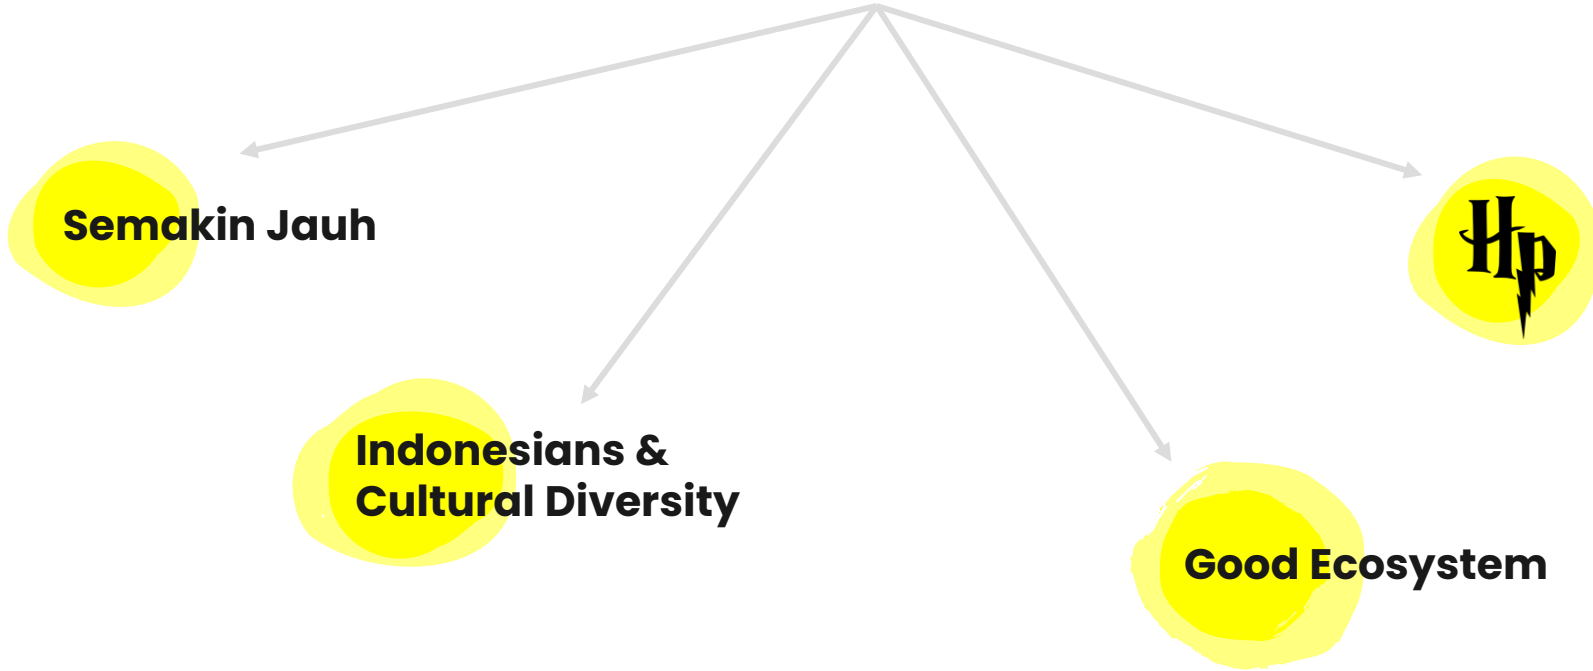 Semakin Jauh
Hp
Indonesians &
Cultural Diversity
Good Ecosystem